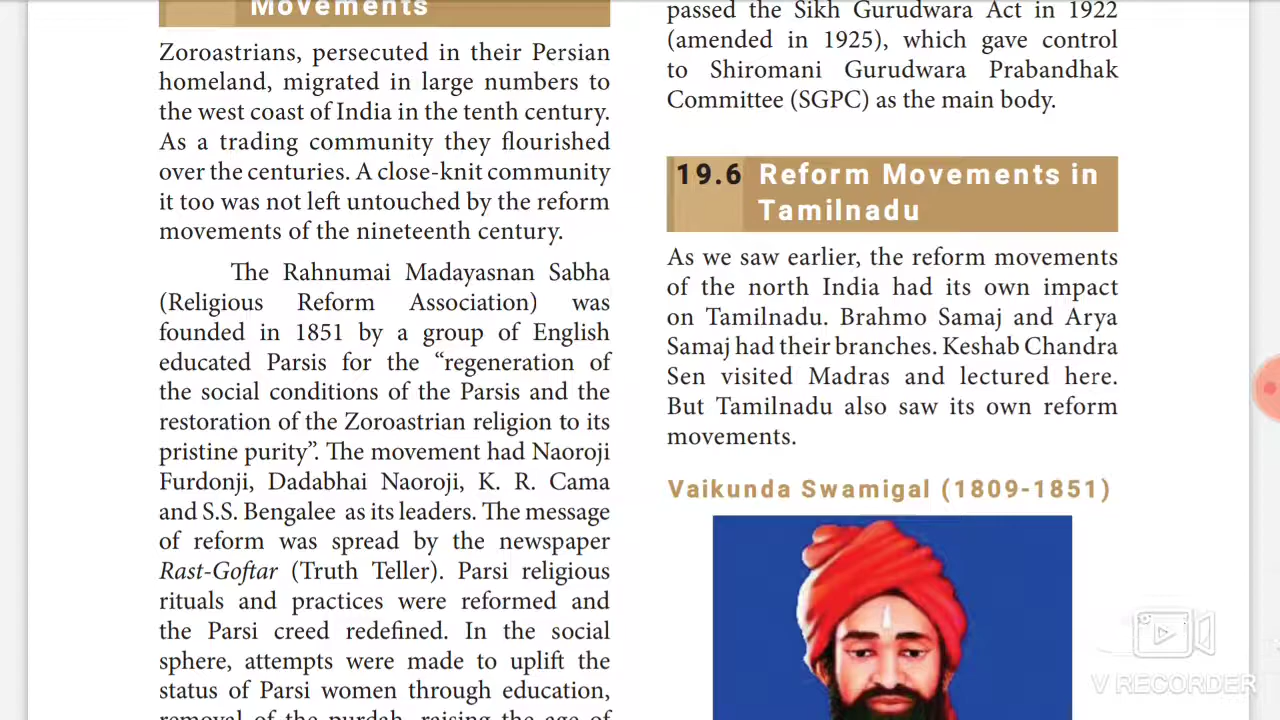 Movements
Zoroastrians, persecuted in their Persian
homeland, migrated in large numbers to
the west coast of India in the tenth century.
As a trading community they flourished
over the centuries. A close-knit community
it too was not left untouched by the reform
movements of the nineteenth century.
The Rahnumai Madayasnan Sabha
(Religious Reform Association) was
founded in 1851 by a group of English
educated Parsis for the “regeneration of
the social conditions of the Parsis and the
restoration of the Zoroastrian religion to its
pristine purity”. The movement had Naoroji
Furdonji, Dadabhai Naoroji, K. R. Cama
and S.S. Bengalee as its leaders. The message
of reform was spread by the newspaper
Rast-Goftar (Truth Teller). Parsi religious
rituals and practices were reformed and
the Parsi creed redefined. In the social
sphere, attempts were made to uplift the
status of Parsi women through education,
removal of the purdah, raising the age of
passed the Sikh Gurudwara Act in 1922
(amended in 1925), which gave control
to Shiromani Gurudwara Prabandhak
Committee (SGPC) as the main body.
19.6 Reform Movements in
Tamilnadu
As we saw earlier, the reform movements
of the north India had its own impact
on Tamilnadu. Brahmo Samaj and Arya
Samaj had their branches. Keshab Chandra
Sen visited Madras and lectured here.
But Tamilnadu also saw its own reform
movements.
Vaikunda Swamigal (1809-1851)
V RECORDER